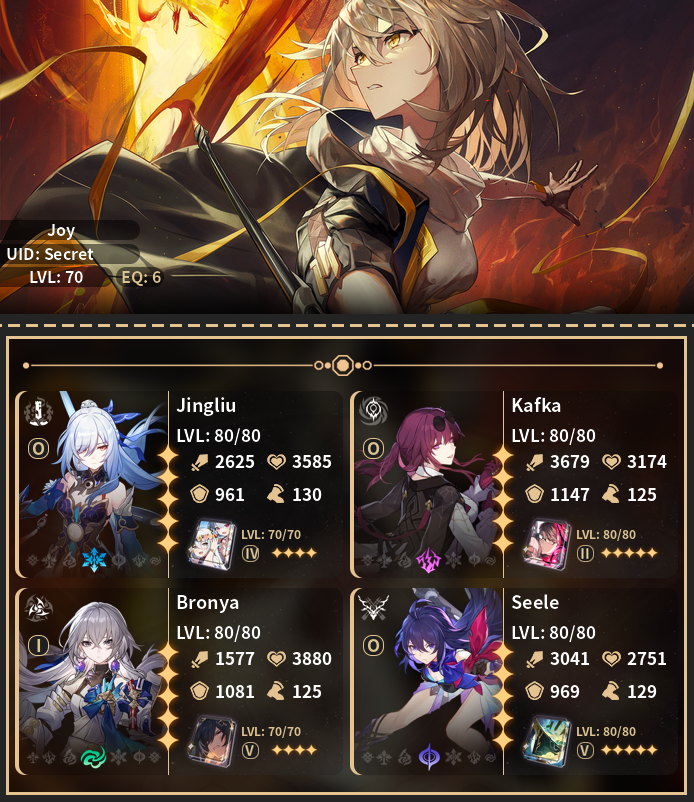 Joy
UID: Secret
LVL: 70
EQ: 6
Jingliu
LVL: 80/80
2625 3585
961 130
O
LVL: 70/70
IV
Kafka
LVL: 80/80
3679 3174
1147 125
O
LVL: 80/80
II
Bronya
LVL: 80/80
1577 3880
1081 125
I
LVL: 70/70
V
Seele
LVL: 80/80
3041 2751
969 129
O
LVL: 80/80
V